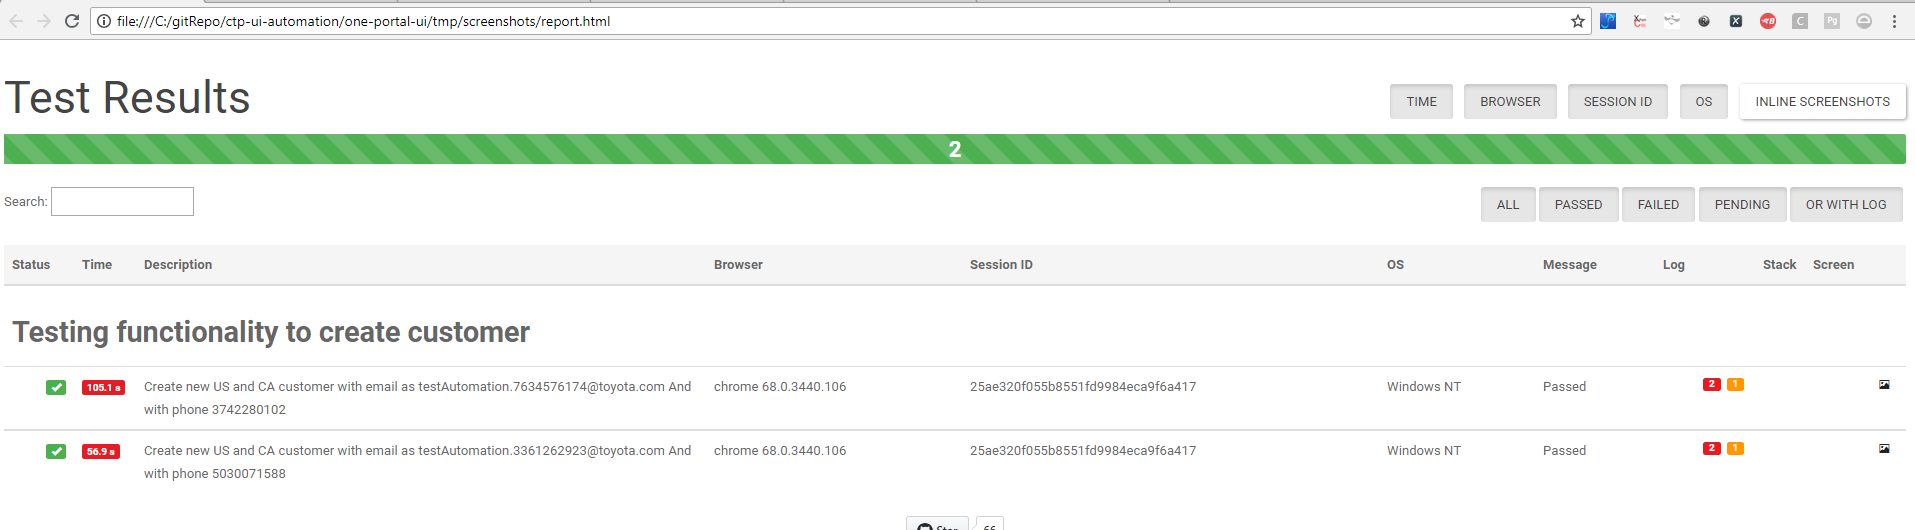 file:///C:/gitRepo/ctp-ui-automation/one-portal-ui/tmp/screenshots/report.html
Test Results
TIME BROWSER SESSION ID OS INLINE SCREENSHOTS
2
Search:
ALL PASSED FAILED PENDING OR WITH LOG
Status Time Description Browser Session ID OS Message Log Stack Screen
Testing functionality to create customer
105.1 s Create new US and CA customer with email as testAutomation.7634576174@toyota.com And chrome 68.0.3440.106 25ae320f055b8551fd9984eca9f6a417 Windows NT Passed 2 1
with phone 3742280102
56.9 s Create new US and CA customer with email as testAutomation.3361262923@toyota.com And chrome 68.0.3440.106 25ae320f055b8551fd9984eca9f6a417 Windows NT Passed 2 1
with phone 5030071588